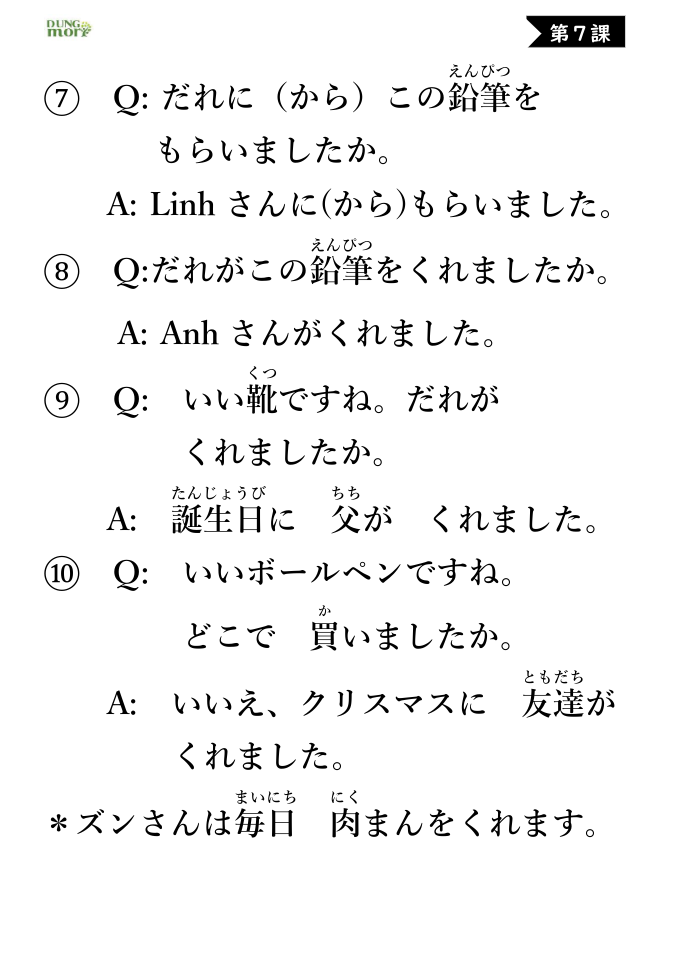 DUNG
mori
第7課
えんぴつ
⑦ Q: だれに（から）この鉛筆を
もらいましたか。
A: Linh さんに(から)もらいました。
えんぴつ
⑧ Q:だれがこの鉛筆をくれましたか。
A: Anh さんがくれました。
くつ
⑨ Q: いい靴ですね。だれが
くれましたか。
たんじょうび ちち
A: 誕生日に 父が くれました。
⑩ Q: いいボールペンですね。
か
どこで 買いましたか。
ともだち
A: いいえ、クリスマスに 友達が
くれました。
まいにち にく
＊ズンさんは毎日 肉まんをくれます。